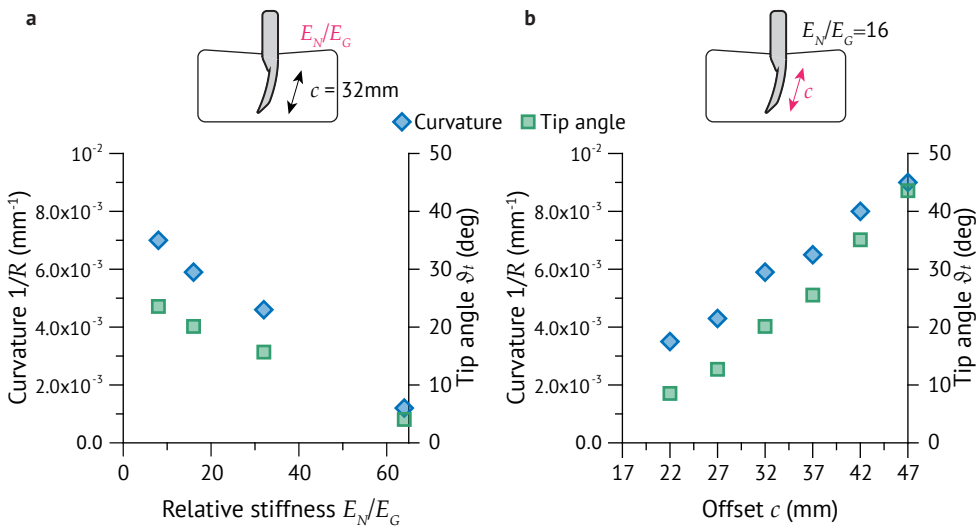 a
E_N/E_G
c = 32mm
b
E_N/E_G=16
c
Curvature
Tip angle
10⁻²
8.0x10⁻³
6.0x10⁻³
4.0x10⁻³
2.0x10⁻³
0.0
Curvature 1/R (mm⁻¹)
50
40
30
20
10
0
Tip angle ϑₜ (deg)
0
20
40
60
Relative stiffness E_N/E_G
10⁻²
8.0x10⁻³
6.0x10⁻³
4.0x10⁻³
2.0x10⁻³
0.0
Curvature 1/R (mm⁻¹)
50
40
30
20
10
0
Tip angle ϑₜ (deg)
17
22
27
32
37
42
47
Offset c (mm)